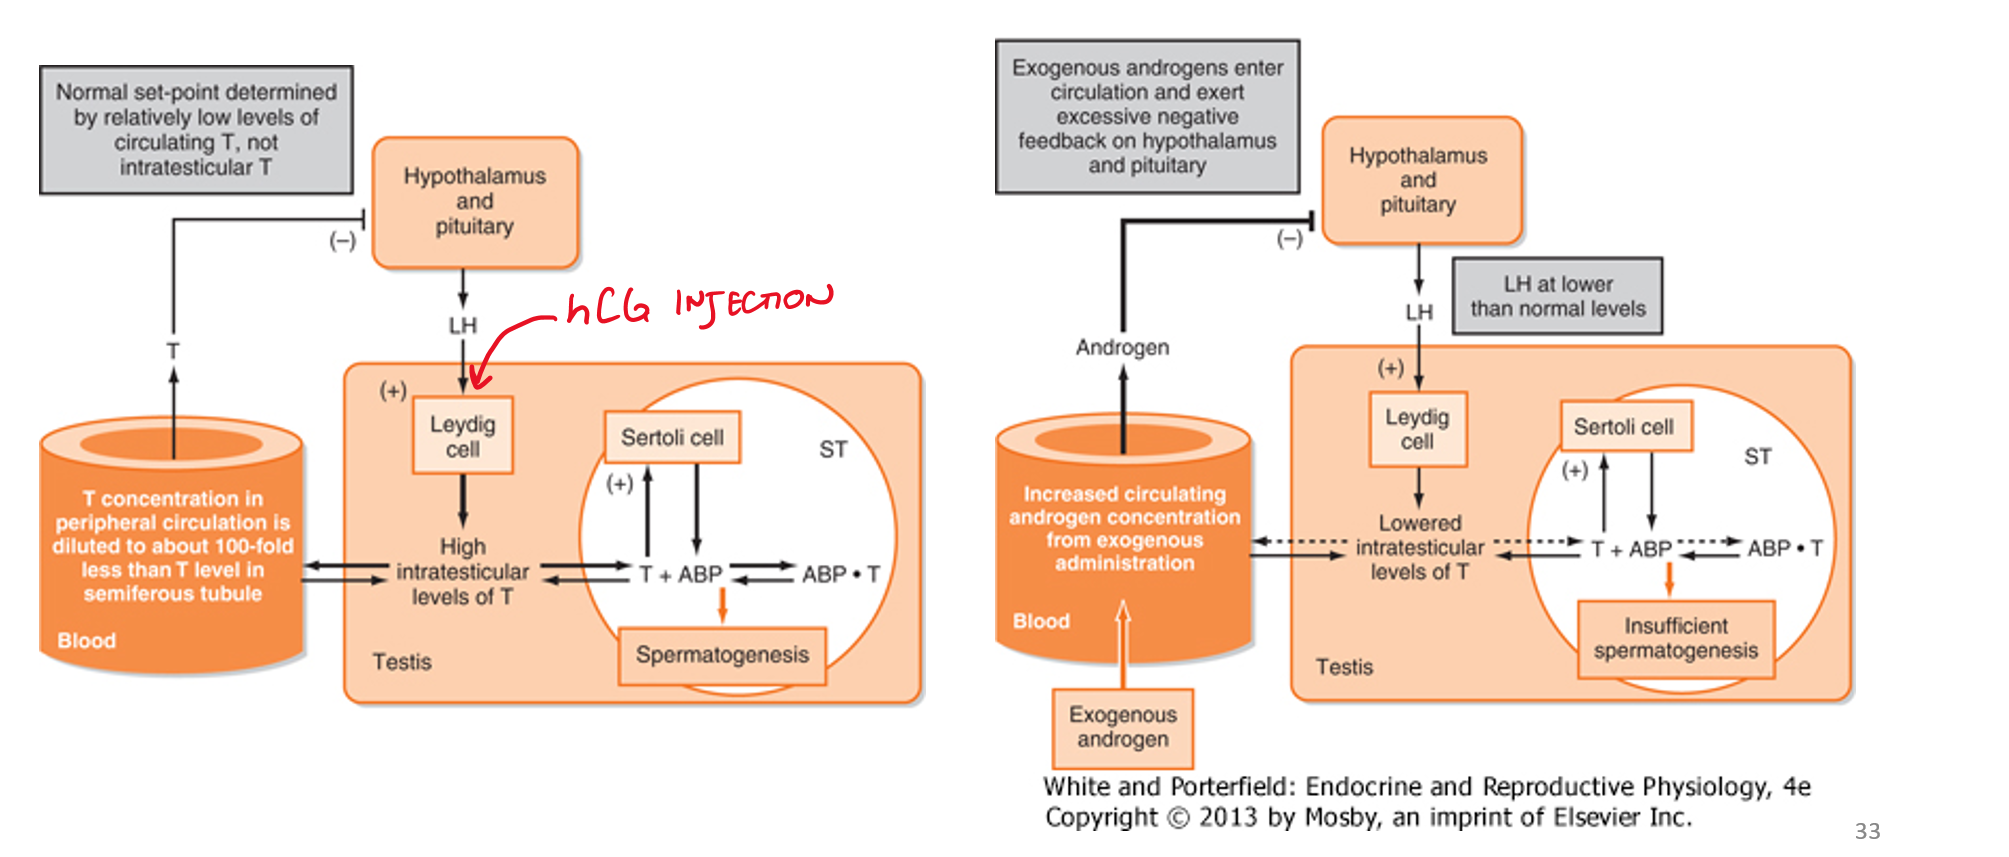 Normal set-point determined
by relatively low levels of
circulating T, not
intratesticular T
Hypothalamus
and
pituitary
(–)
LH
hCG INJECTION
T
(+)
Leydig
cell
Sertoli cell
ST
(+)
T concentration in
peripheral circulation is
diluted to about 100-fold
less than T level in
semiferous tubule
Blood
High
intratesticular
levels of T
T + ABP
ABP • T
Spermatogenesis
Testis
Exogenous androgens enter
circulation and exert
excessive negative
feedback on hypothalamus
and pituitary
Hypothalamus
and
pituitary
(–)
LH
LH at lower
than normal levels
Androgen
(+)
Leydig
cell
Sertoli cell
ST
(+)
Increased circulating
androgen concentration
from exogenous
administration
Blood
Lowered
intratesticular
levels of T
T + ABP
ABP • T
Insufficient
spermatogenesis
Testis
Exogenous
androgen
White and Porterfield: Endocrine and Reproductive Physiology, 4e
Copyright © 2013 by Mosby, an imprint of Elsevier Inc.
33